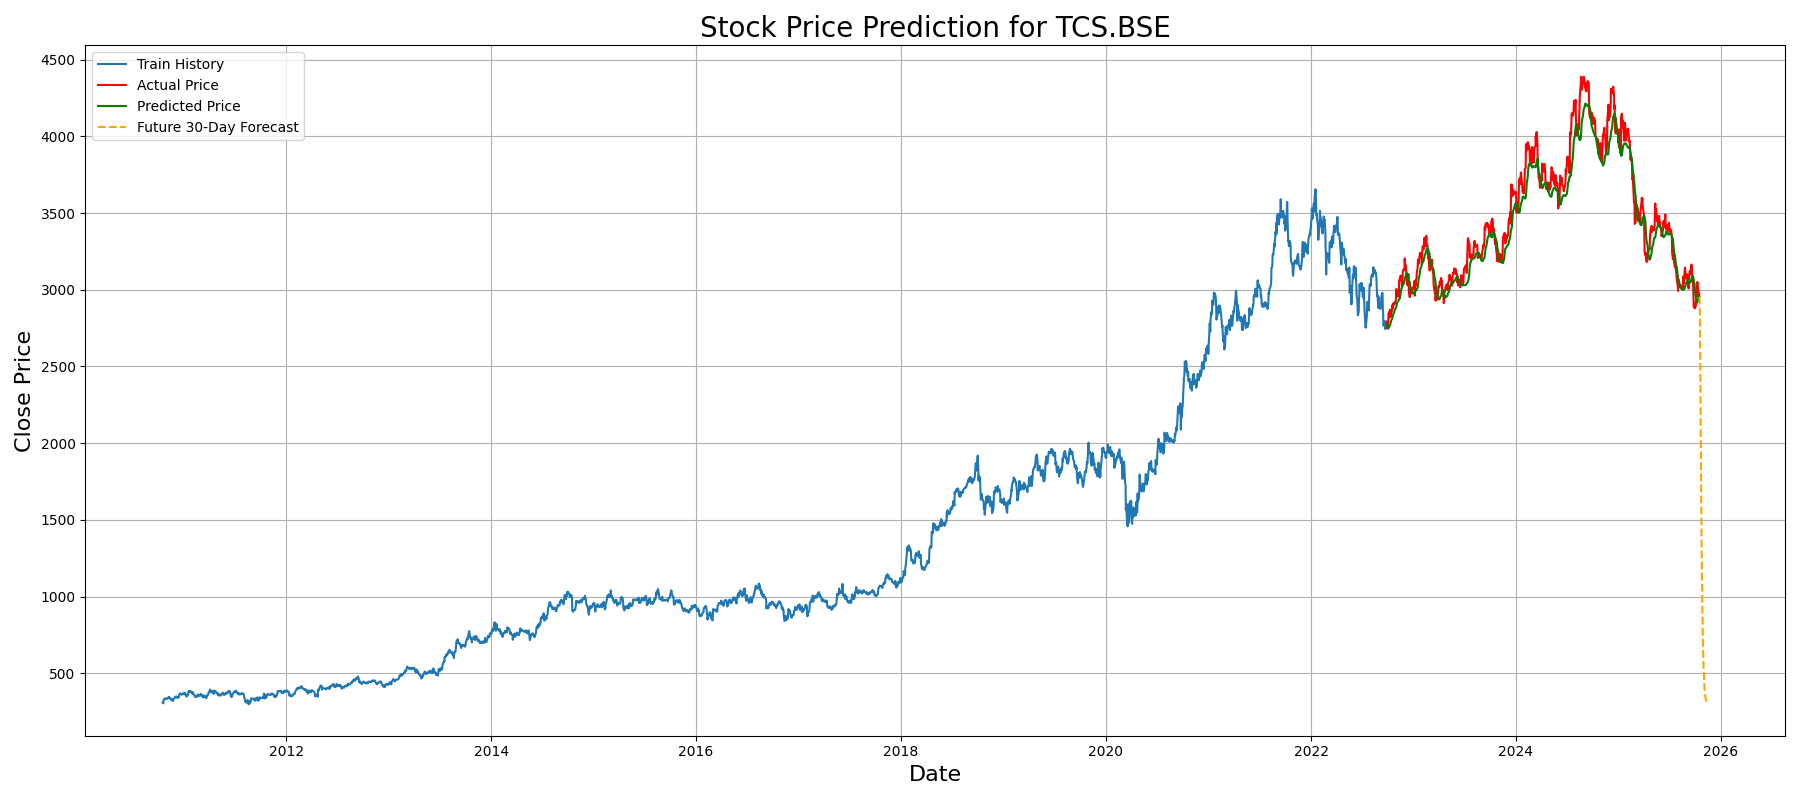 Stock Price Prediction for TCS.BSE
Train History
Actual Price
Predicted Price
Future 30-Day Forecast
Close Price
4500
4000
3500
3000
2500
2000
1500
1000
500
2012
2014
2016
2018
2020
2022
2024
2026
Date